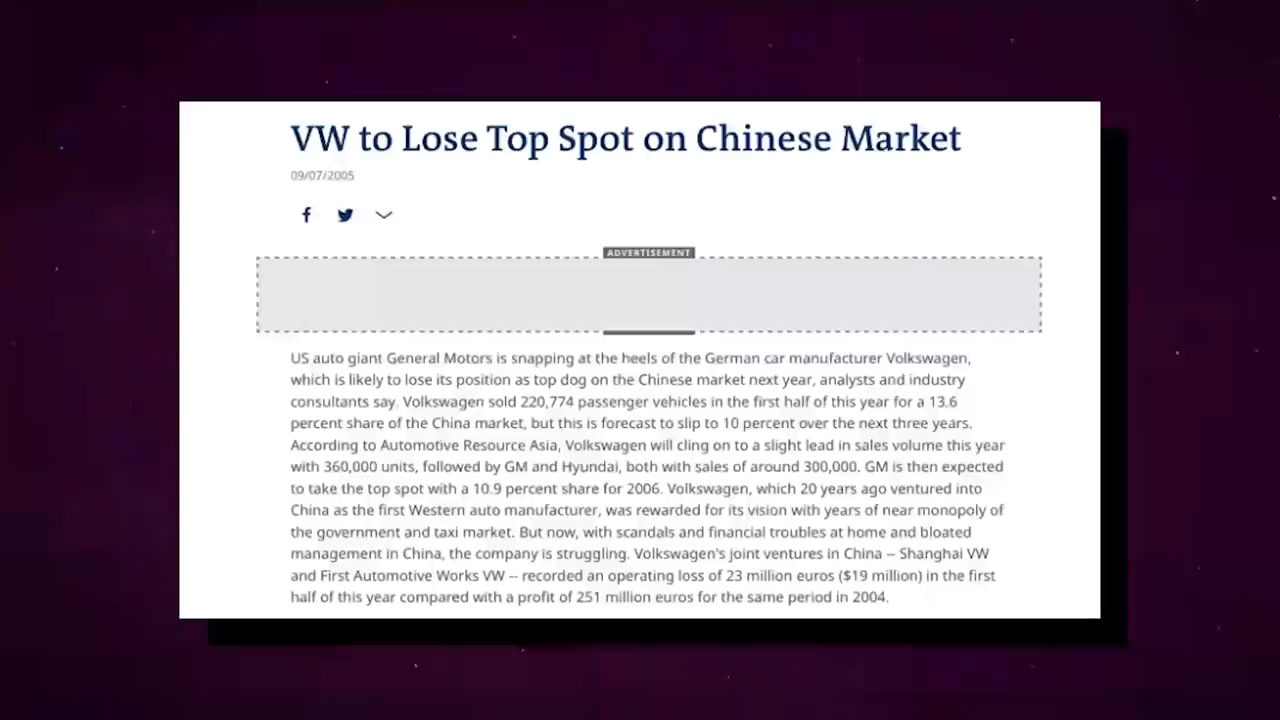 VW to Lose Top Spot on Chinese Market
09/07/2005
ADVERTISEMENT
US auto giant General Motors is snapping at the heels of the German car manufacturer Volkswagen,
which is likely to lose its position as top dog on the Chinese market next year, analysts and industry
consultants say. Volkswagen sold 220,774 passenger vehicles in the first half of this year for a 13.6
percent share of the China market, but this is forecast to slip to 10 percent over the next three years.
According to Automotive Resource Asia, Volkswagen will cling on to a slight lead in sales volume this year
with 360,000 units, followed by GM and Hyundai, both with sales of around 300,000. GM is then expected
to take the top spot with a 10.9 percent share for 2006. Volkswagen, which 20 years ago ventured into
China as the first Western auto manufacturer, was rewarded for its vision with years of near monopoly of
the government and taxi market. But now, with scandals and financial troubles at home and bloated
management in China, the company is struggling. Volkswagen's joint ventures in China -- Shanghai VW
and First Automotive Works VW -- recorded an operating loss of 23 million euros ($19 million) in the first
half of this year compared with a profit of 251 million euros for the same period in 2004.